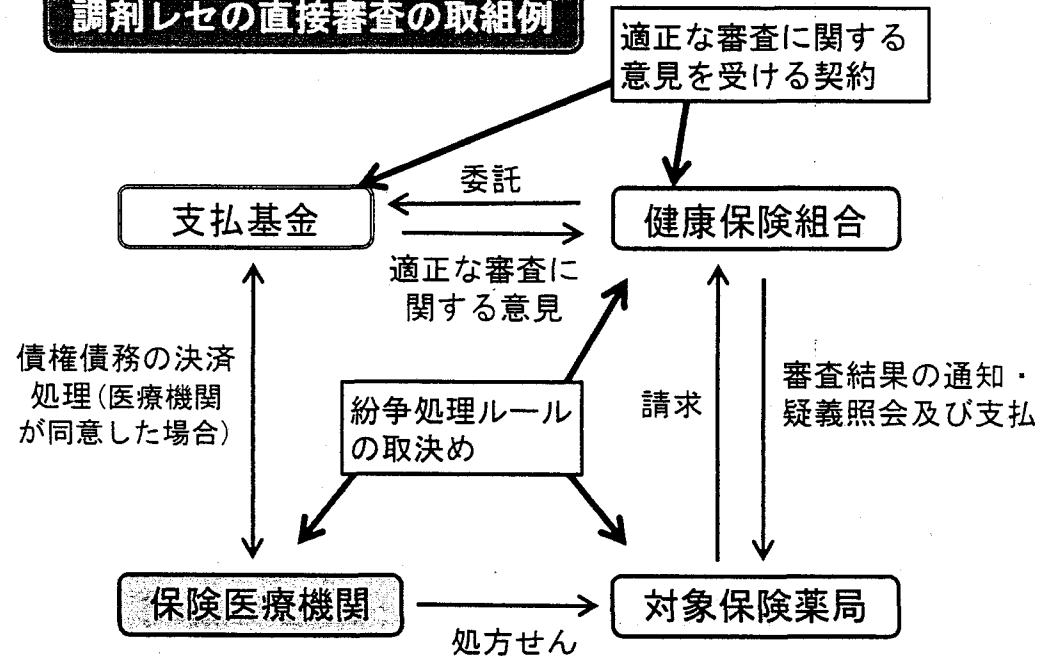 調剤レセの直接審査の取組例
適正な審査に関する
意見を受ける契約
委託
支払基金
健康保険組合
適正な審査に
関する意見
債権債務の決済
処理(医療機関
が同意した場合)
紛争処理ルール
の取決め
請求
審査結果の通知・
疑義照会及び支払
保険医療機関
対象保険薬局
処方せん